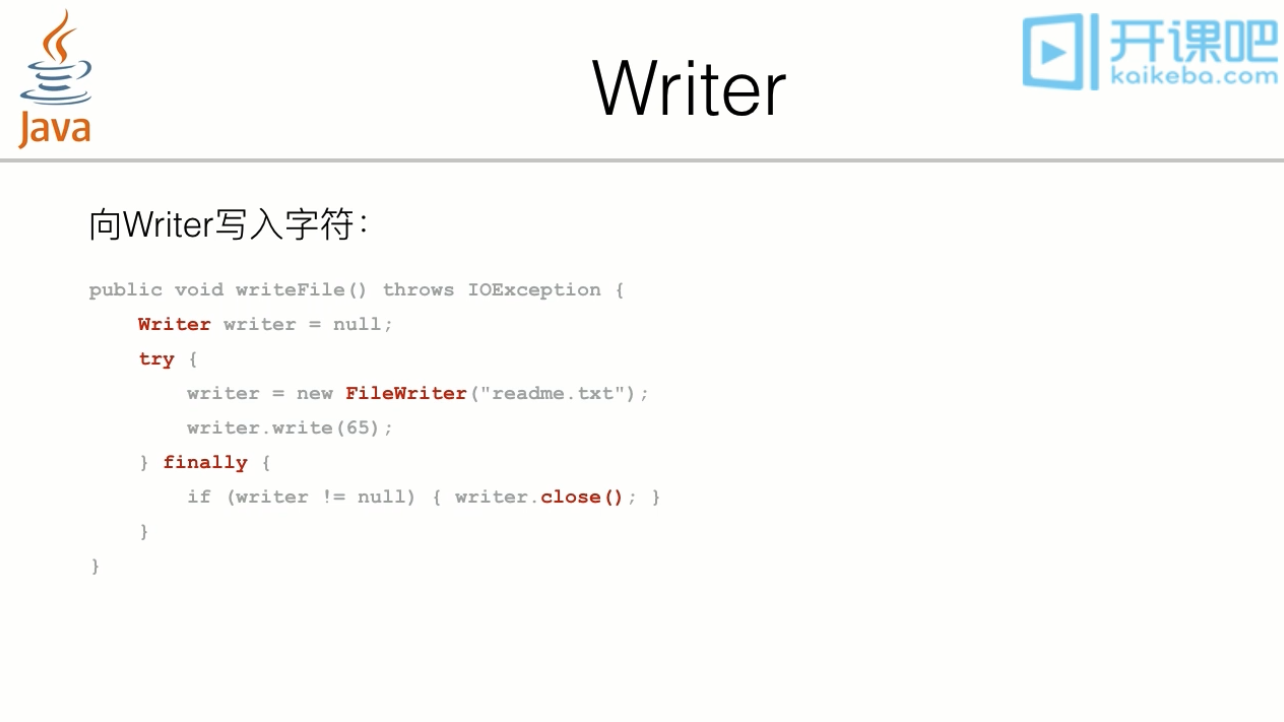 Java
Writer
开课吧
kaikeba.com
向Writer写入字符：
public void writeFile() throws IOException {
    Writer writer = null;
    try {
        writer = new FileWriter("readme.txt");
        writer.write(65);
    } finally {
        if (writer != null) { writer.close(); }
    }
}